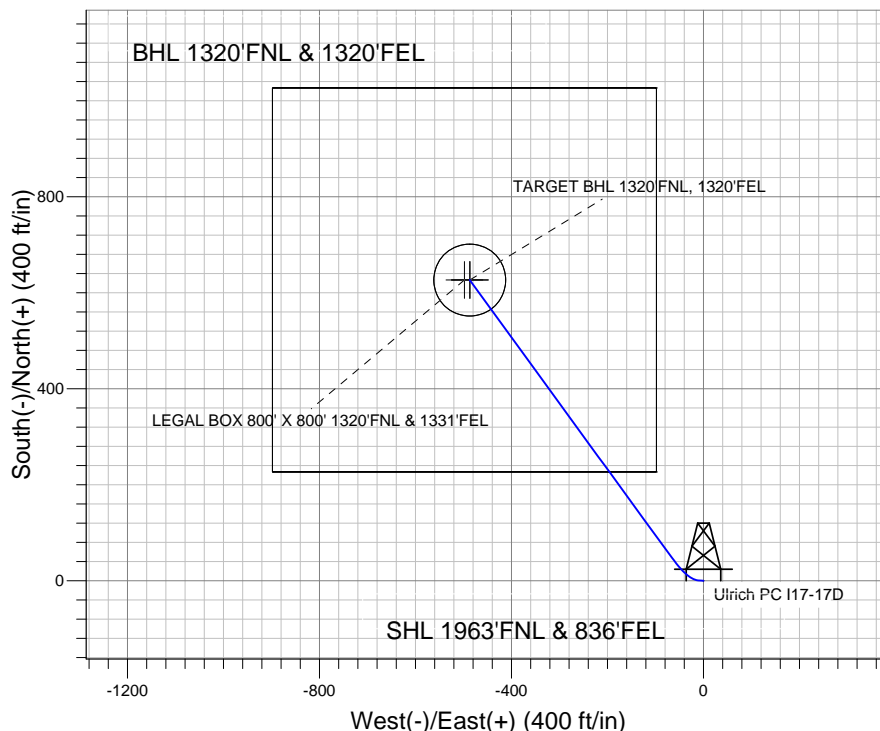 BHL 1320'FNL & 1320'FEL
TARGET BHL 1320'FNL, 1320'FEL
800
South(-)/North(+) (400 ft/in)
400
LEGAL BOX 800' X 800' 1320'FNL & 1331'FEL
0
Ulrich PC I17-17D
SHL 1963'FNL & 836'FEL
-1200 -800 -400 0
West(-)/East(+) (400 ft/in)